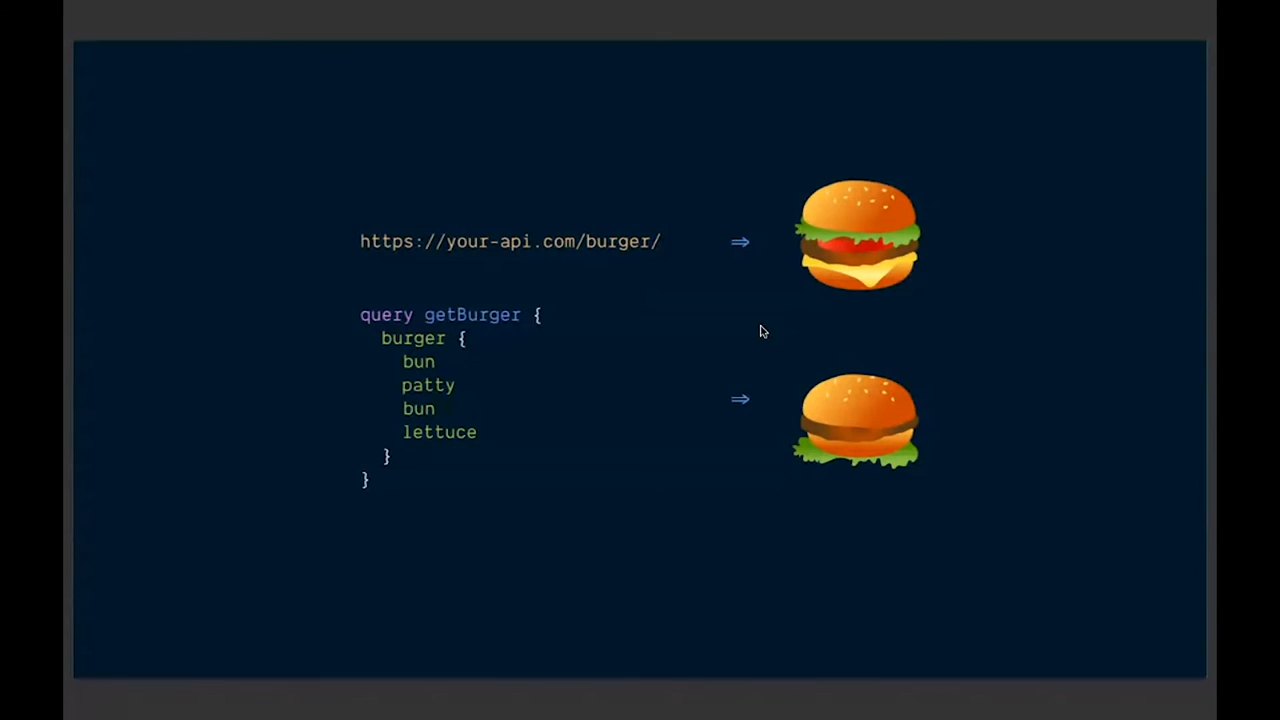 https://your-api.com/burger/ ⇒
query getBurger {
burger {
bun
patty
bun ⇒
lettuce
}
}